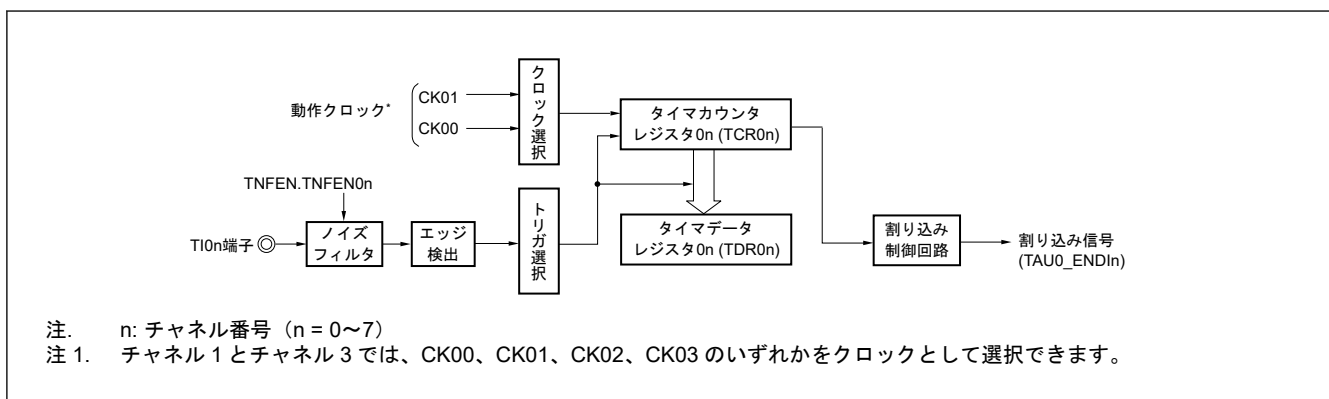 ク
ロ
ッ
ク
選
択
動作クロック*
CK01
CK00
タイマカウンタ
レジスタ0n (TCR0n)
TNFEN.TNFEN0n
TI0n端子
ノイズ
フィルタ
エッジ
検出
ト
リ
ガ
選
択
タイマデータ
レジスタ0n (TDR0n)
割り込み
制御回路
割り込み信号
(TAU0_ENDIn)
注. n: チャネル番号（n = 0～7）
注 1. チャネル 1 とチャネル 3 では、CK00、CK01、CK02、CK03 のいずれかをクロックとして選択できます。